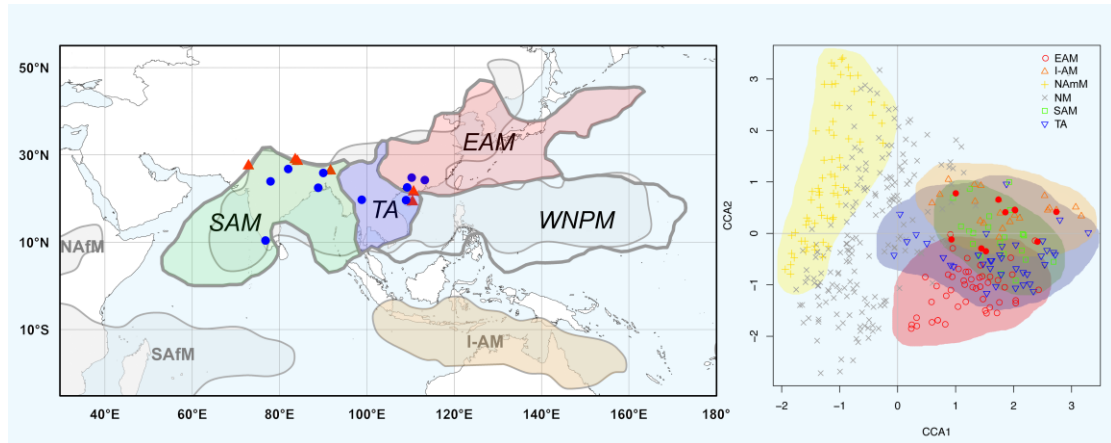 50°N
30°N
10°N
10°S
40°E
60°E
80°E
100°E
120°E
140°E
160°E
180°
NAfM
SAfM
SAM
TA
EAM
WNPM
I-AM
CCA2
3
2
1
0
-1
-2
-2
-1
0
1
2
3
CCA1
EAM
I-AM
NAmM
NM
SAM
TA